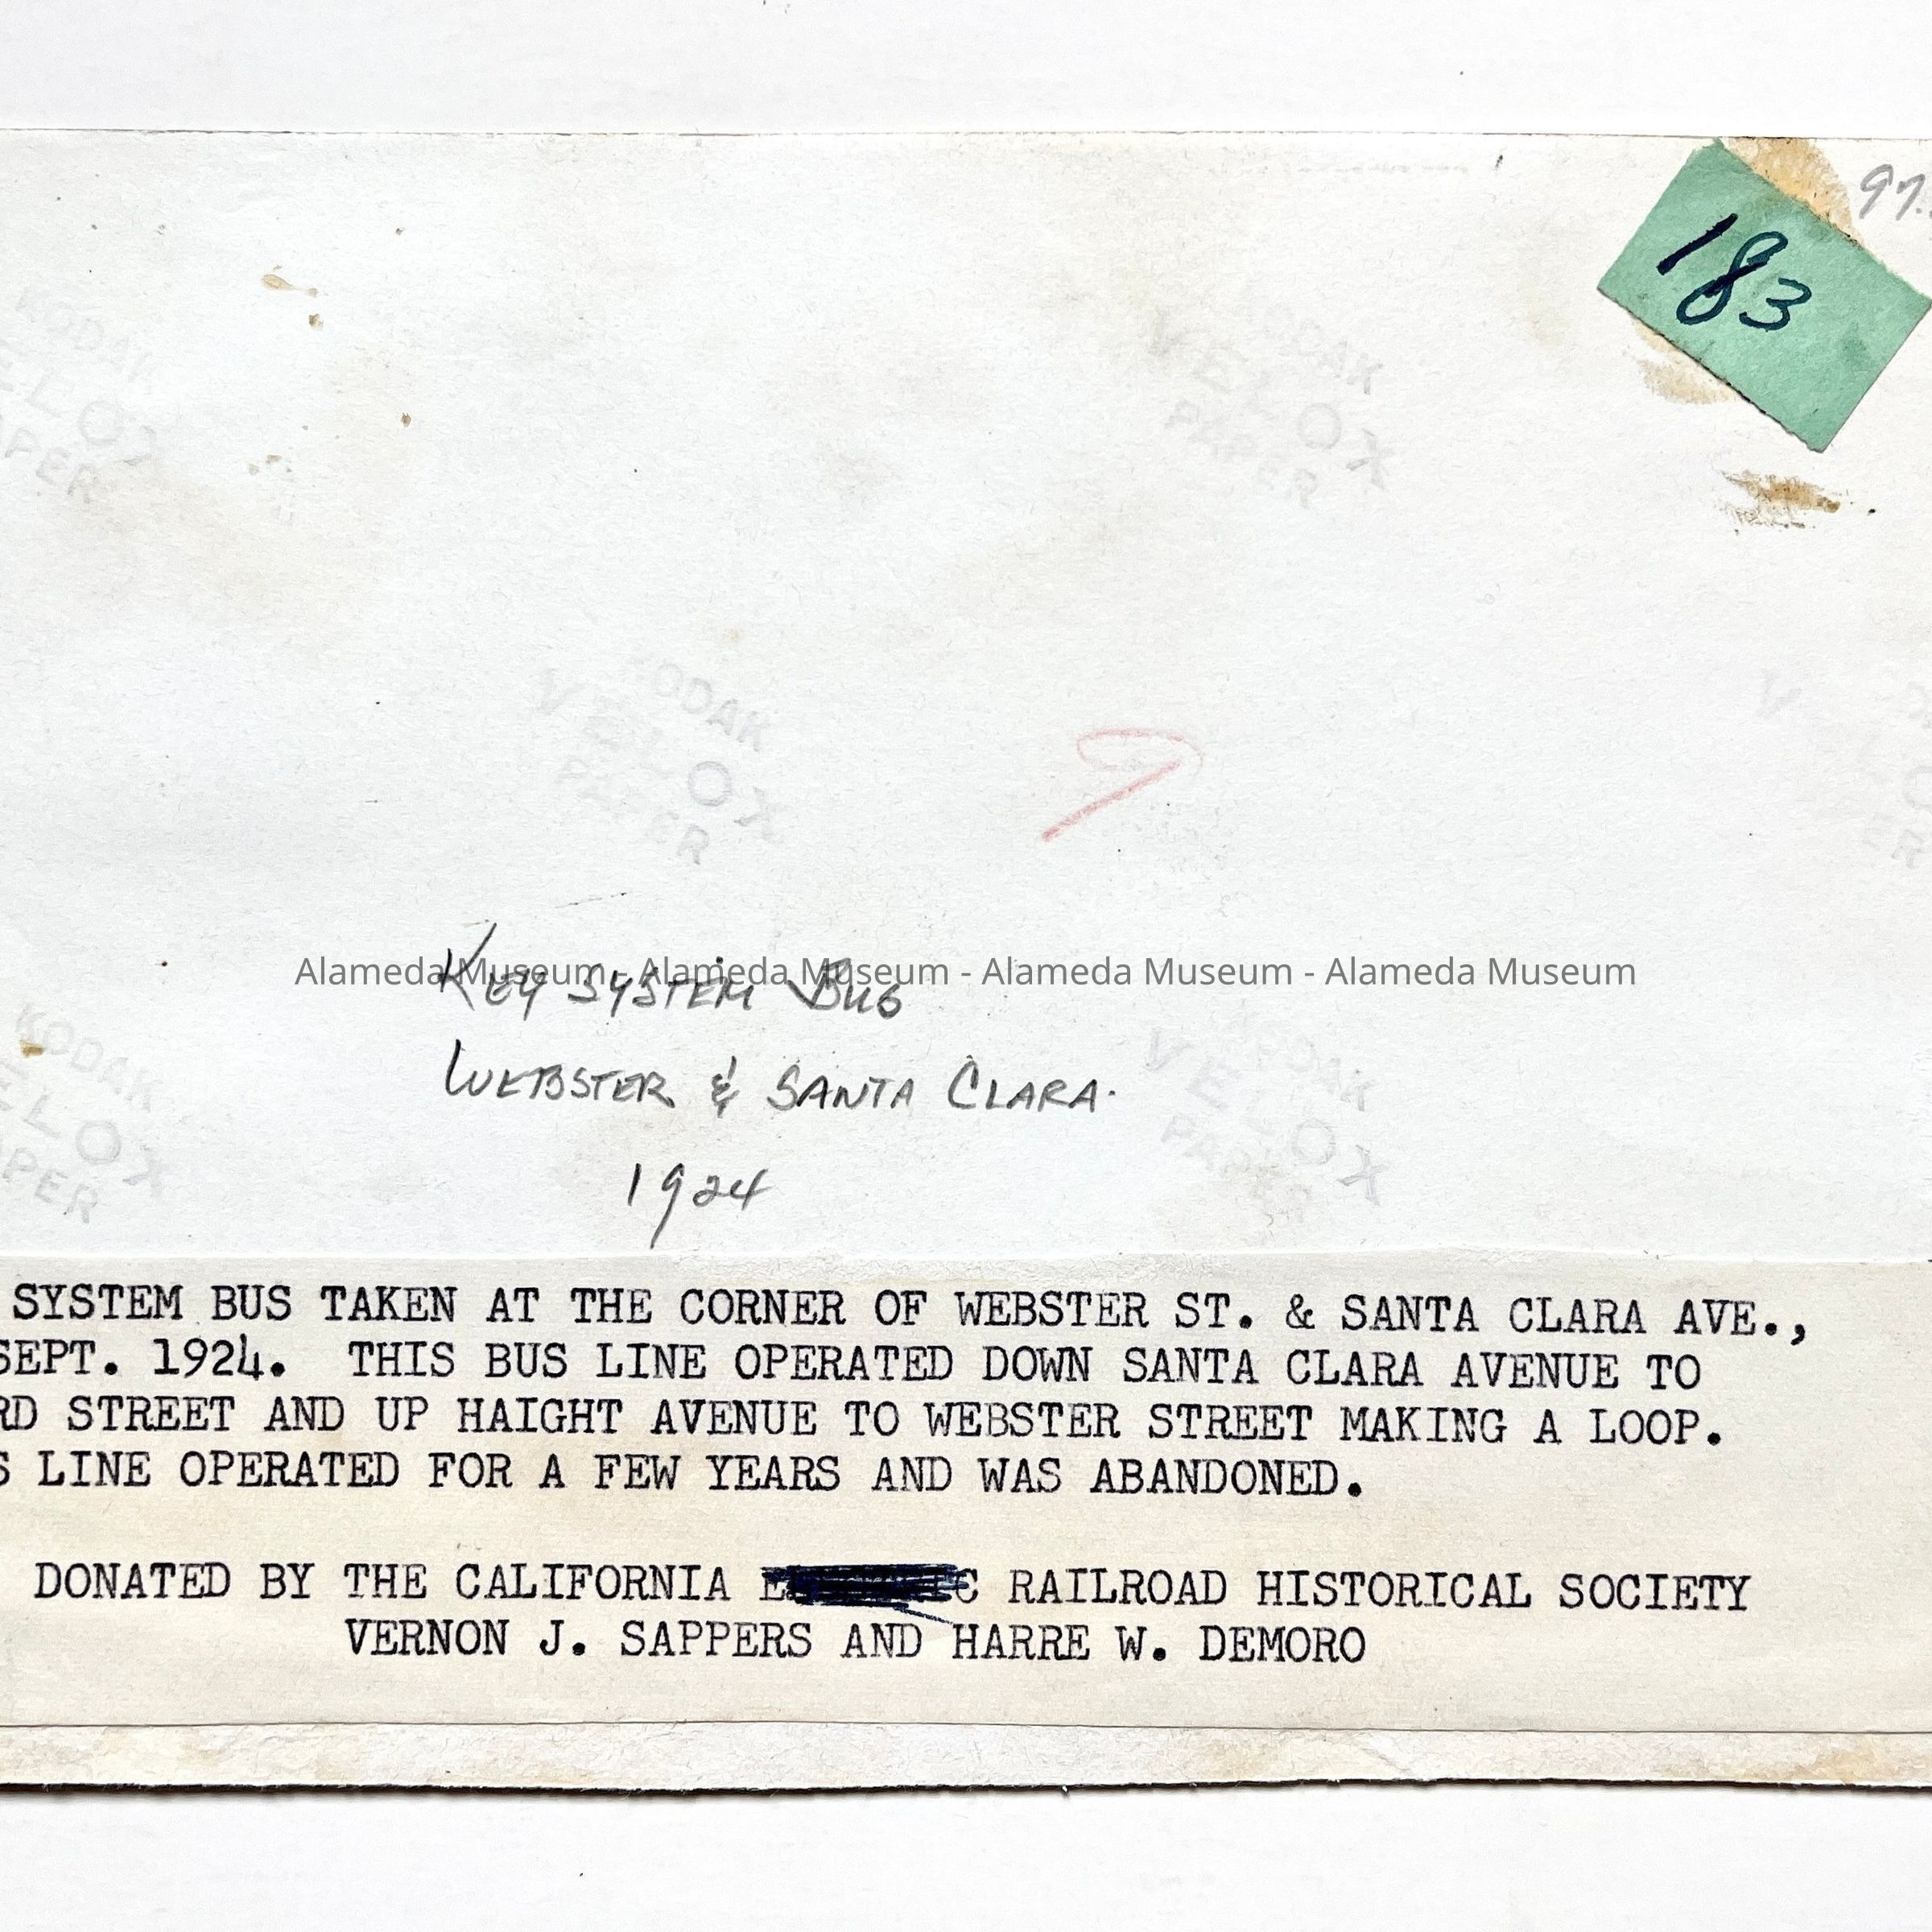 97.
183
KODAK
VELOX
PAPER
KODAK
VELOX
PAPER
KODAK
VELOX
PAPER
Alameda Museum - Alameda Museum - Alameda Museum - Alameda Museum
KEY SYSTEM BUS
WEBSTER & SANTA CLARA.
1924
KODAK
VELOX
PAPER
SYSTEM BUS TAKEN AT THE CORNER OF WEBSTER ST. & SANTA CLARA AVE.,
SEPT. 1924. THIS BUS LINE OPERATED DOWN SANTA CLARA AVENUE TO
RD STREET AND UP HAIGHT AVENUE TO WEBSTER STREET MAKING A LOOP.
S LINE OPERATED FOR A FEW YEARS AND WAS ABANDONED.
DONATED BY THE CALIFORNIA RAILROAD HISTORICAL SOCIETY
VERNON J. SAPPERS AND HARRE W. DEMORO